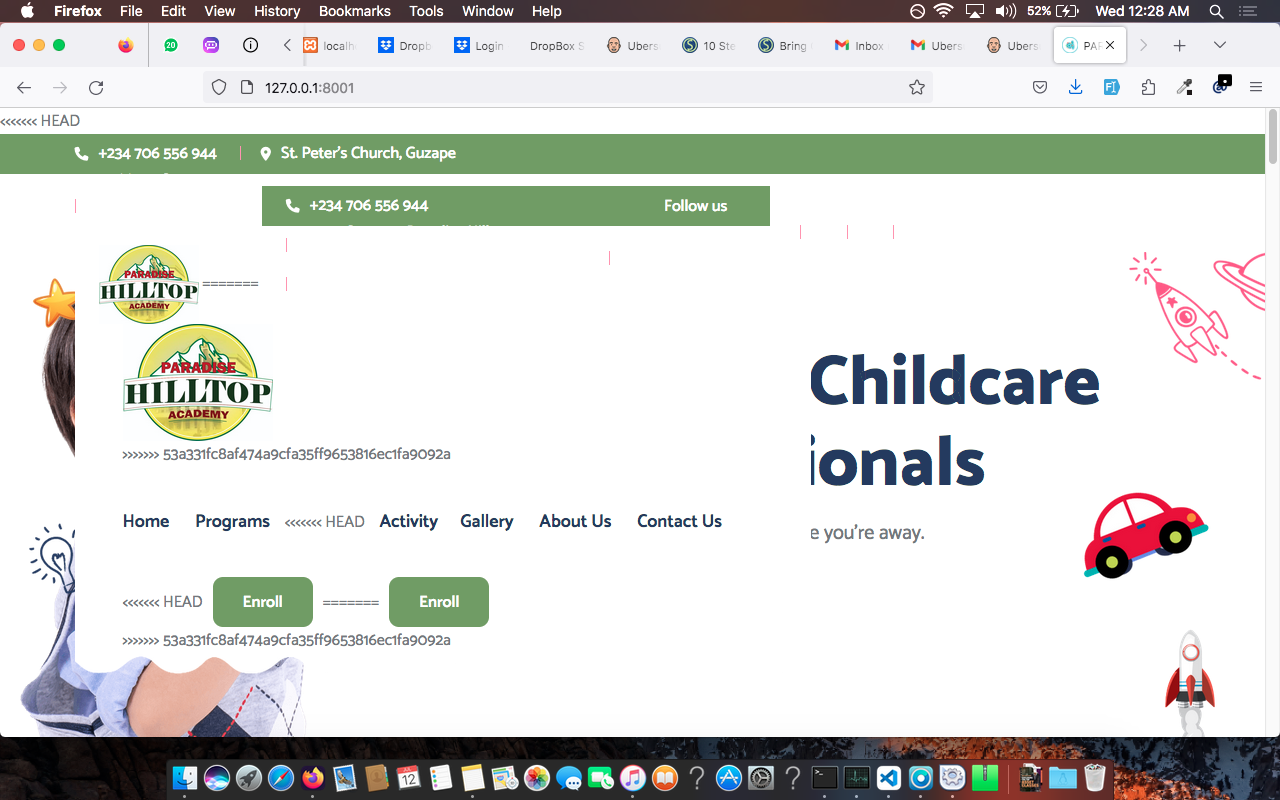 Firefox File Edit View History Bookmarks Tools Window Help 52% Wed 12:28 AM
20 localh Dropb Login DropBox S Ubers 10 Ste Bring Inbox Ubers Ubers PAR
127.0.0.1:8001
<<<<<<< HEAD
+234 706 556 944 St. Peter's Church, Guzape
+234 706 556 944 Follow us
PARADISE
HILLTOP
ACADEMY
=======
PARADISE
HILLTOP
ACADEMY
Childcare
ionals
e you're away.
>>>>>>> 53a331fc8af474a9cfa35ff9653816ec1fa9092a
Home Programs <<<<<<< HEAD Activity Gallery About Us Contact Us
<<<<<<< HEAD Enroll ======= Enroll
>>>>>>> 53a331fc8af474a9cfa35ff9653816ec1fa9092a
12